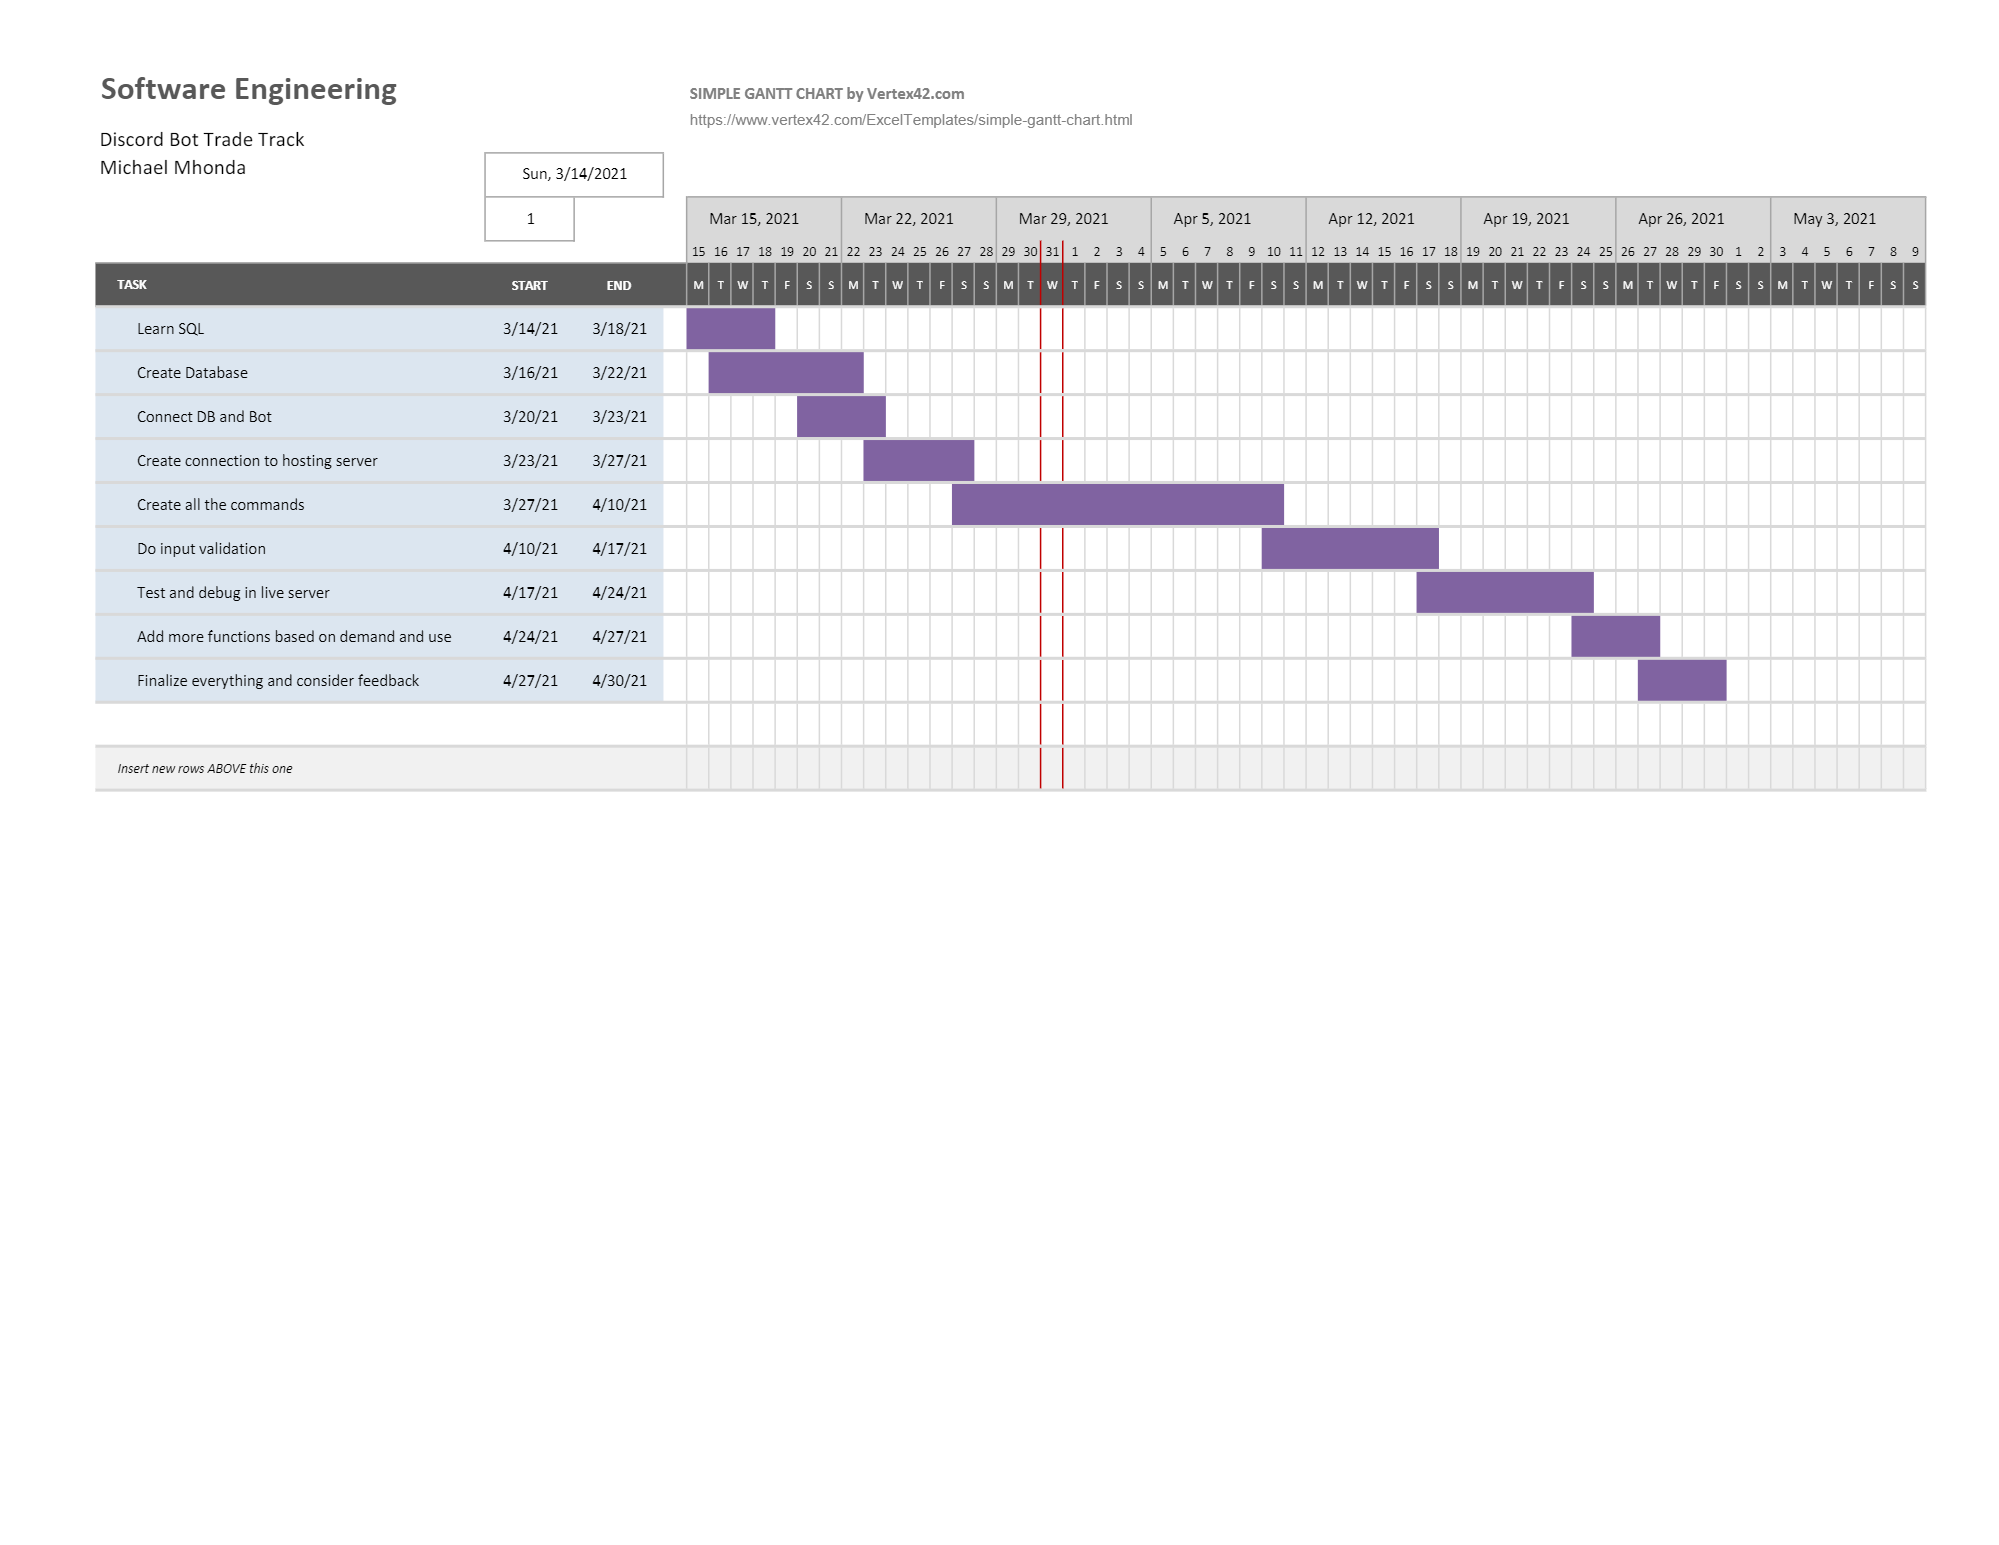 Software Engineering
SIMPLE GANTT CHART by Vertex42.com
https://www.vertex42.com/ExcelTemplates/simple-gantt-chart.html
Discord Bot Trade Track
Michael Mhonda
Sun, 3/14/2021
1
Mar 15, 2021 Mar 22, 2021 Mar 29, 2021 Apr 5, 2021 Apr 12, 2021 Apr 19, 2021 Apr 26, 2021 May 3, 2021
15 16 17 18 19 20 21 22 23 24 25 26 27 28 29 30 31 1 2 3 4 5 6 7 8 9 10 11 12 13 14 15 16 17 18 19 20 21 22 23 24 25 26 27 28 29 30 1 2 3 4 5 6 7 8 9
TASK START END M T W T F S S M T W T F S S M T W T F S S M T W T F S S M T W T F S S M T W T F S S M T W T F S S M T W T F S S
Learn SQL 3/14/21 3/18/21
Create Database 3/16/21 3/22/21
Connect DB and Bot 3/20/21 3/23/21
Create connection to hosting server 3/23/21 3/27/21
Create all the commands 3/27/21 4/10/21
Do input validation 4/10/21 4/17/21
Test and debug in live server 4/17/21 4/24/21
Add more functions based on demand and use 4/24/21 4/27/21
Finalize everything and consider feedback 4/27/21 4/30/21
Insert new rows ABOVE this one